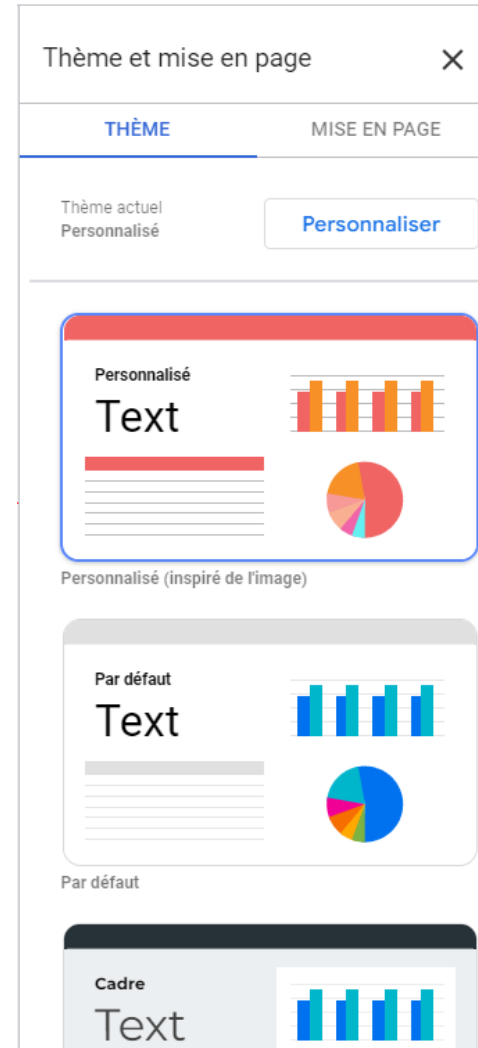 Thème et mise en page
THÈME
MISE EN PAGE
Thème actuel
Personnalisé
Personnaliser
Personnalisé
Text
Personnalisé (inspiré de l'image)
Par défaut
Text
Par défaut
Cadre
Text